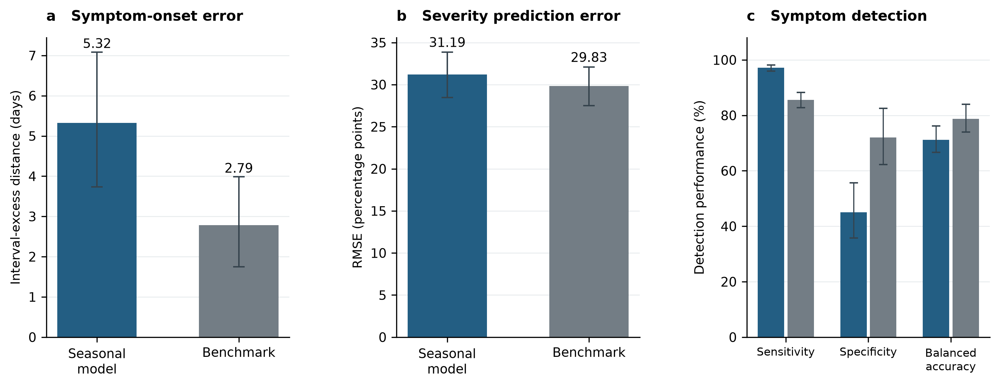 a Symptom-onset error
5.32
2.79
Interval-excess distance (days)
7
6
5
4
3
2
1
0
Seasonal
model
Benchmark
b Severity prediction error
31.19
29.83
RMSE (percentage points)
35
30
25
20
15
10
5
0
Seasonal
model
Benchmark
c Symptom detection
Detection performance (%)
100
80
60
40
20
0
Sensitivity
Specificity
Balanced
accuracy